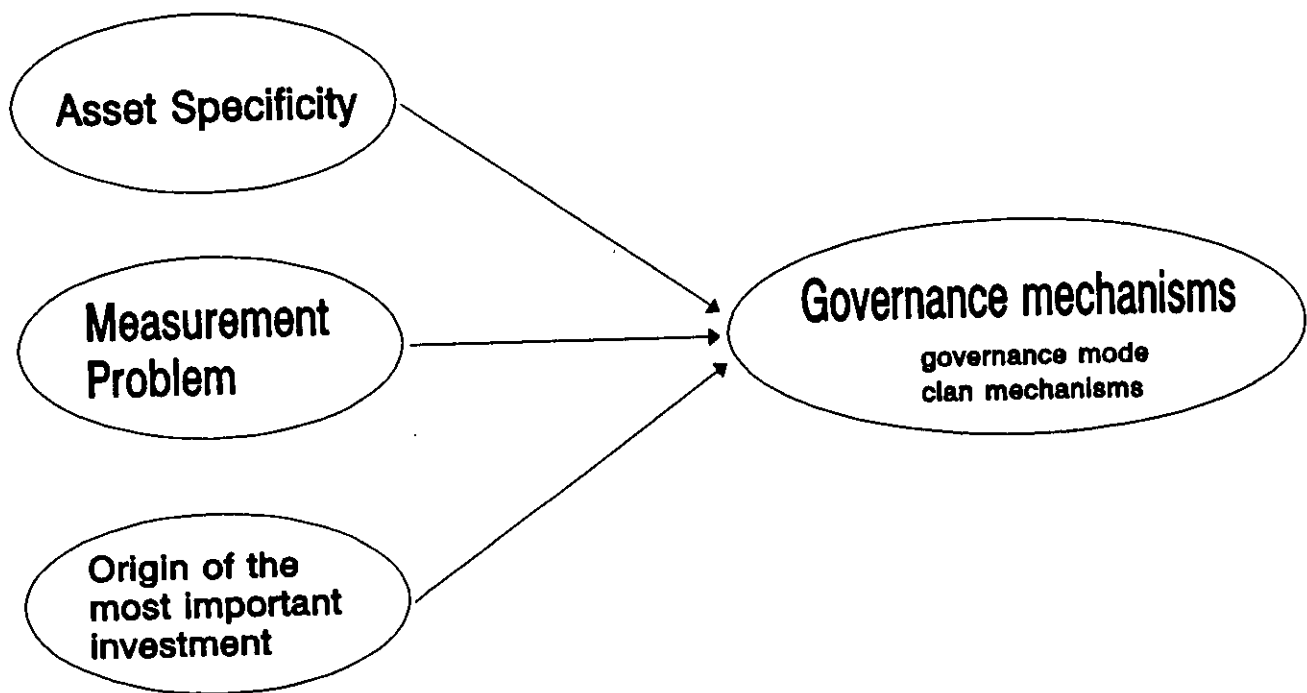 Asset Specificity
Measurement
Problem
Origin of the
most important
investment
Governance mechanisms
governance mode
clan mechanisms